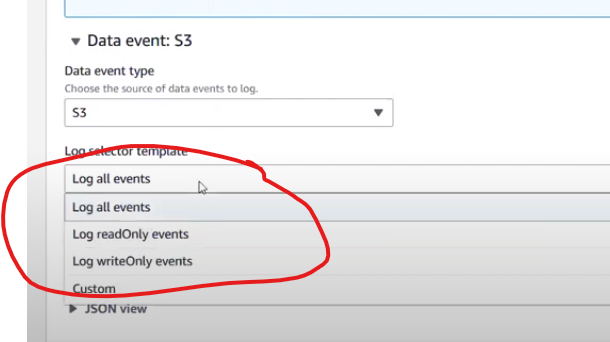 Data event: S3
Data event type
Choose the source of data events to log.
S3
Log selector template
Log all events
Log all events
Log readOnly events
Log writeOnly events
Custom
JSON view